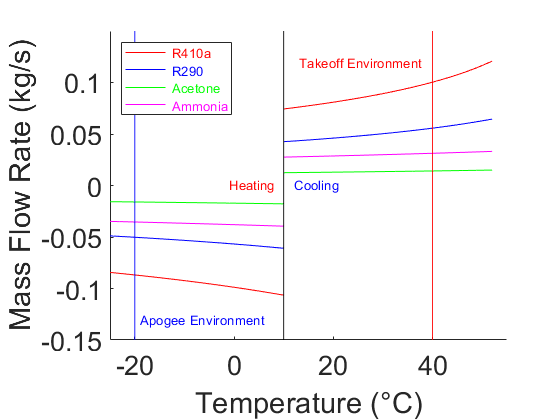 Mass Flow Rate (kg/s)
0.1
0.05
0
-0.05
-0.1
-0.15
R410a
R290
Acetone
Ammonia
Takeoff Environment
Heating
Cooling
Apogee Environment
-20
0
20
40
Temperature (°C)